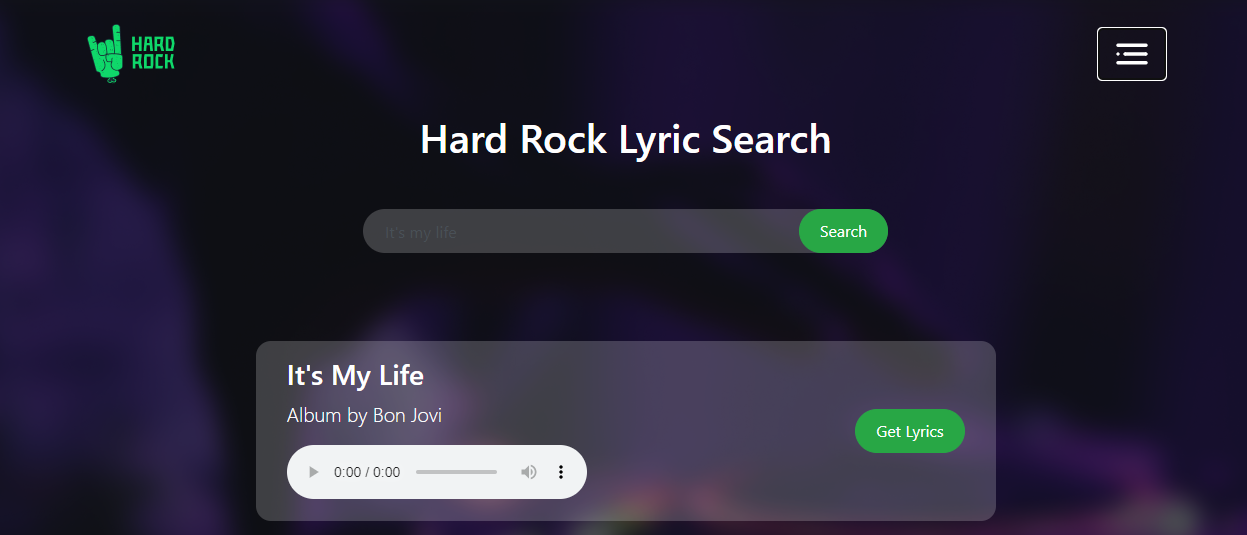 HARD
ROCK
Hard Rock Lyric Search
It's my life
Search
It's My Life
Album by Bon Jovi
Get Lyrics
0:00 / 0:00